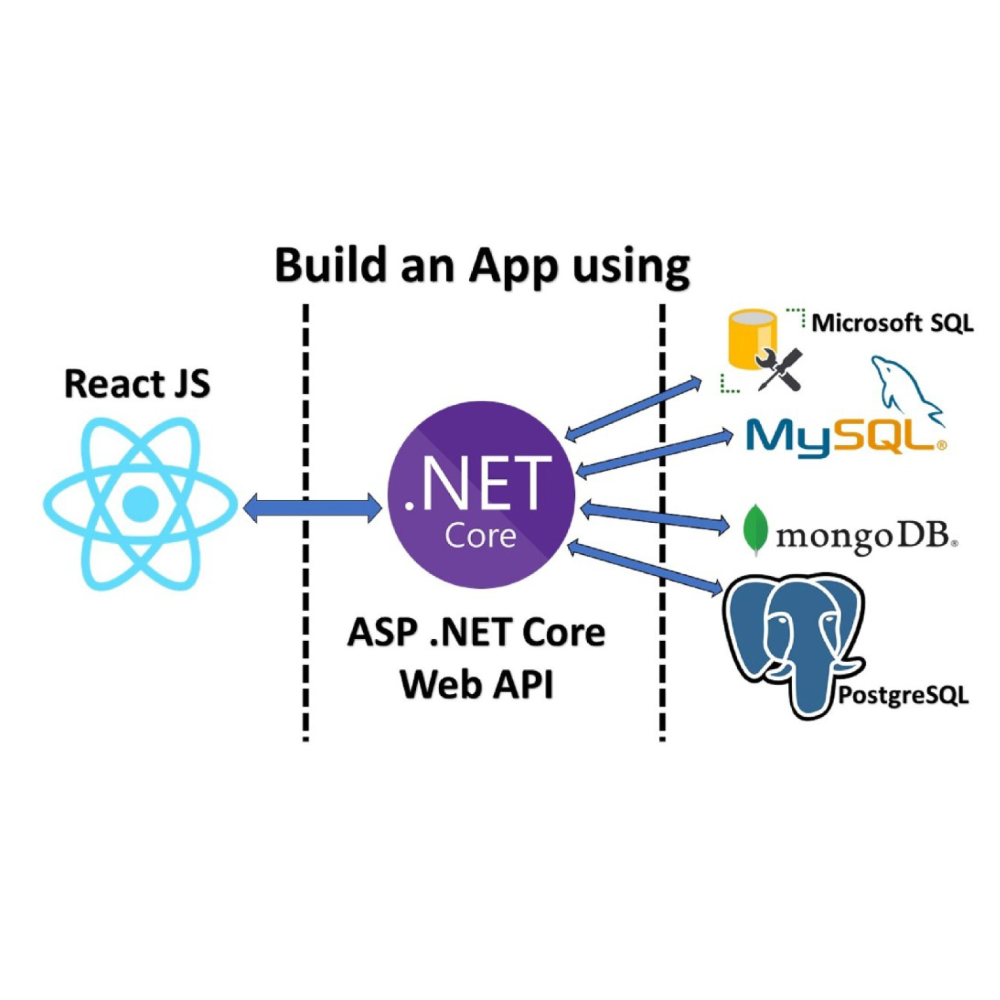 Build an App using
React JS
.NET
Core
ASP .NET Core
Web API
Microsoft SQL
MySQL®
mongoDB®
PostgreSQL